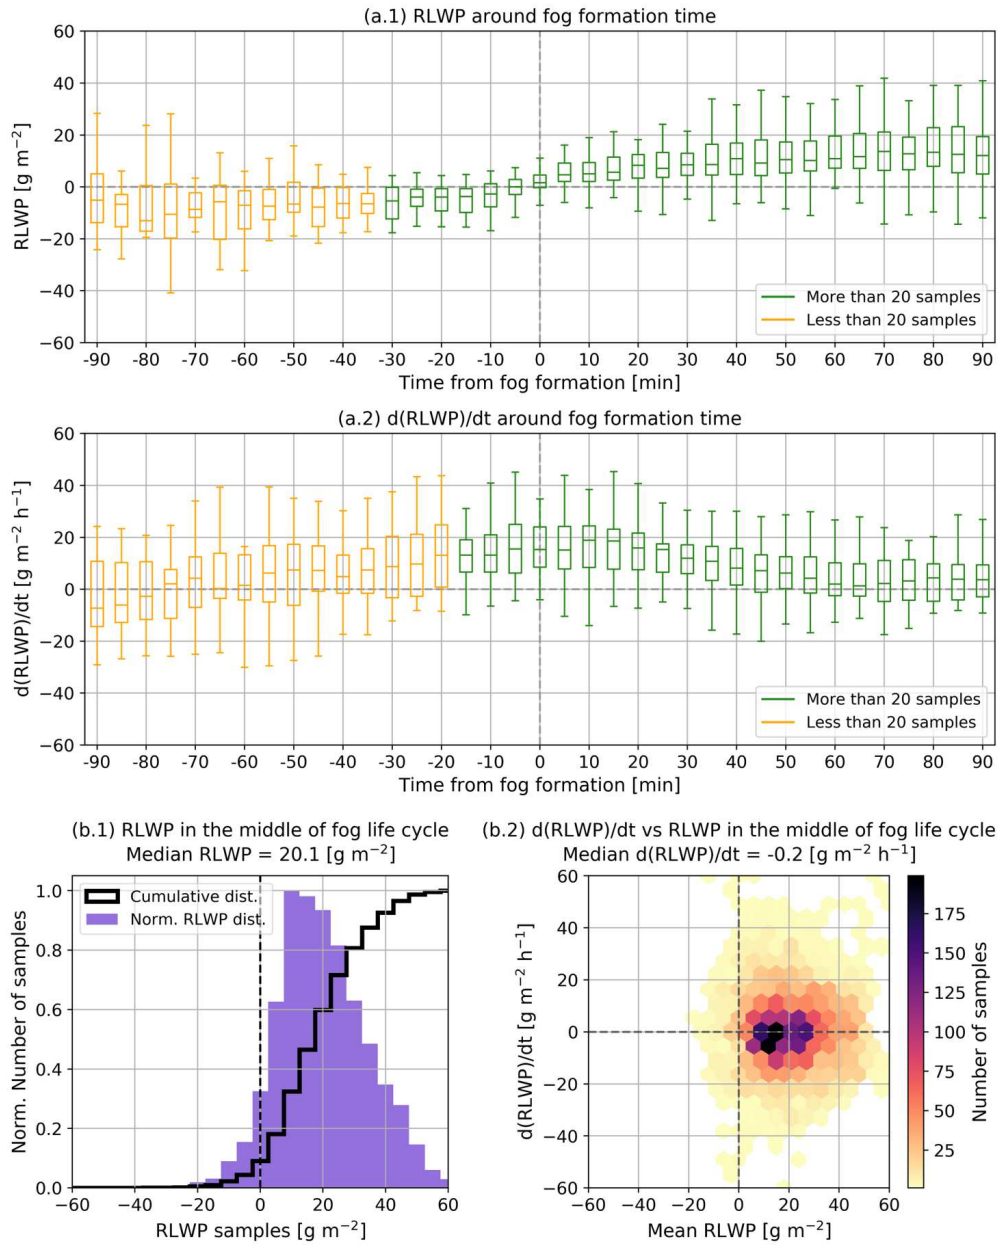 (a.1) RLWP around fog formation time
RLWP [g m⁻²]
60
40
20
0
−20
−40
−60
More than 20 samples
Less than 20 samples
-90 -80 -70 -60 -50 -40 -30 -20 -10 0 10 20 30 40 50 60 70 80 90
Time from fog formation [min]
(a.2) d(RLWP)/dt around fog formation time
d(RLWP)/dt [g m⁻² h⁻¹]
60
40
20
0
−20
−40
−60
More than 20 samples
Less than 20 samples
-90 -80 -70 -60 -50 -40 -30 -20 -10 0 10 20 30 40 50 60 70 80 90
Time from fog formation [min]
(b.1) RLWP in the middle of fog life cycle
Median RLWP = 20.1 [g m⁻²]
Norm. Number of samples
1.0
0.8
0.6
0.4
0.2
0.0
Cumulative dist.
Norm. RLWP dist.
−60 −40 −20 0 20 40 60
RLWP samples [g m⁻²]
(b.2) d(RLWP)/dt vs RLWP in the middle of fog life cycle
Median d(RLWP)/dt = -0.2 [g m⁻² h⁻¹]
d(RLWP)/dt [g m⁻² h⁻¹]
60
40
20
0
−20
−40
−60
−60 −40 −20 0 20 40 60
Mean RLWP [g m⁻²]
175
150
125
100
75
50
25
Number of samples